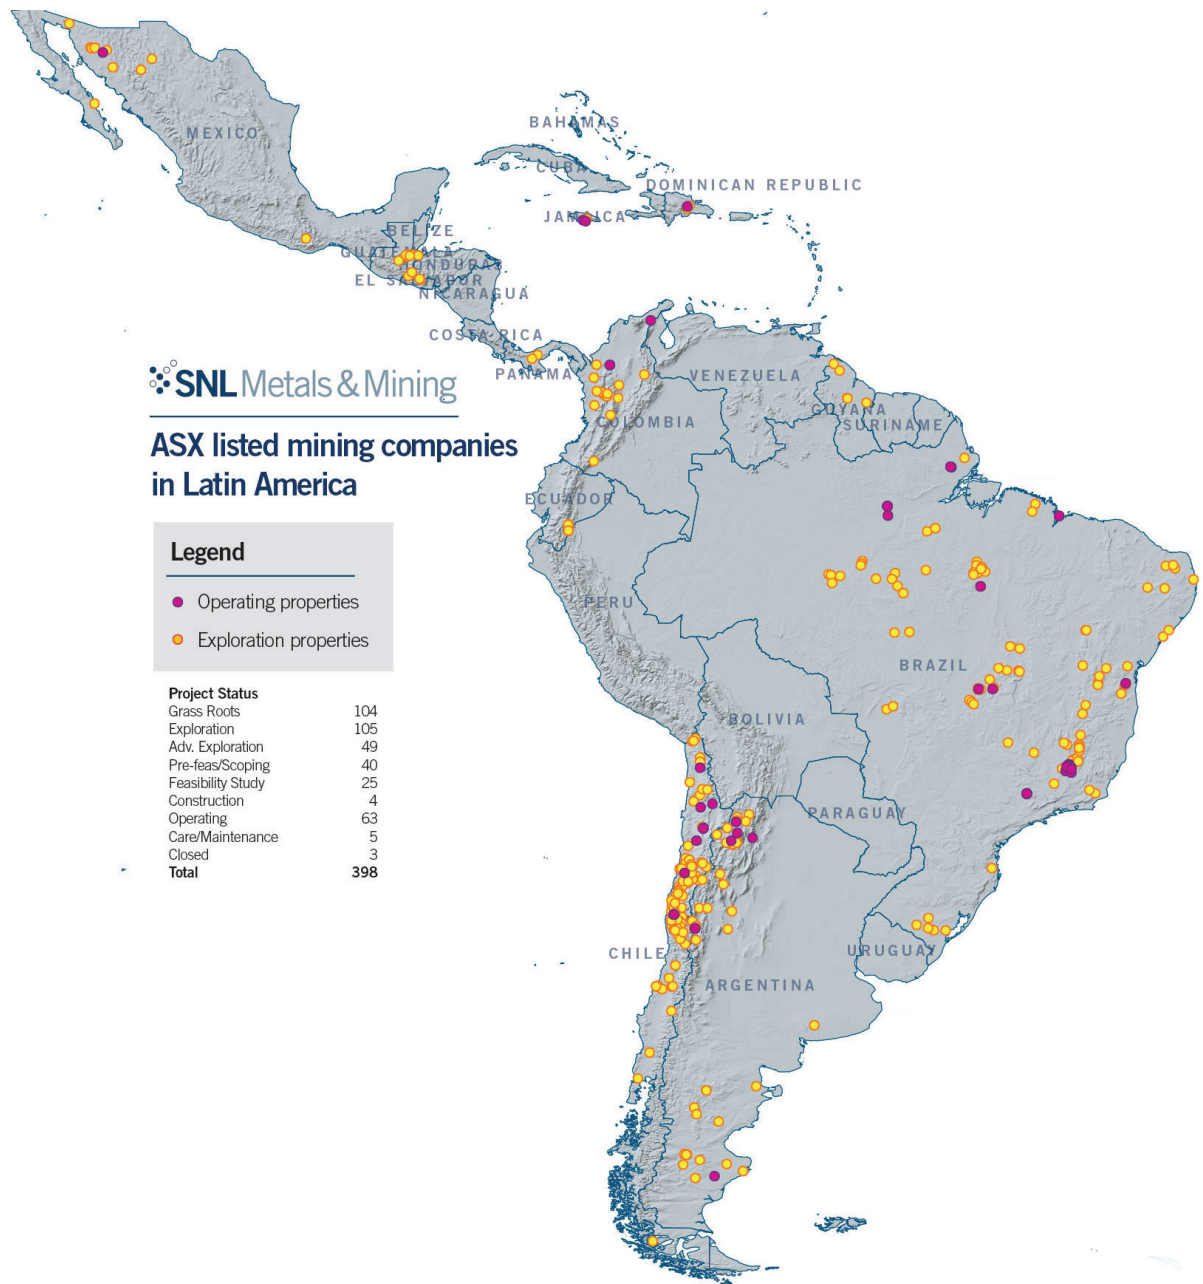 BAHAMAS
MEXICO
CUBA
DOMINICAN REPUBLIC
JAMAICA
BELIZE
GUATEMALA
HONDURAS
EL SALVADOR
NICARAGUA
COSTA RICA
PANAMA
VENEZUELA
GUYANA
SURINAME
COLOMBIA
SNL Metals & Mining
ASX listed mining companies
in Latin America
ECUADOR
Legend
Operating properties
Exploration properties
PERU
BRAZIL
BOLIVIA
Project Status
Grass Roots 104
Exploration 105
Adv. Exploration 49
Pre-feas/Scoping 40
Feasibility Study 25
Construction 4
Operating 63
Care/Maintenance 5
Closed 3
Total 398
PARAGUAY
CHILE
URUGUAY
ARGENTINA